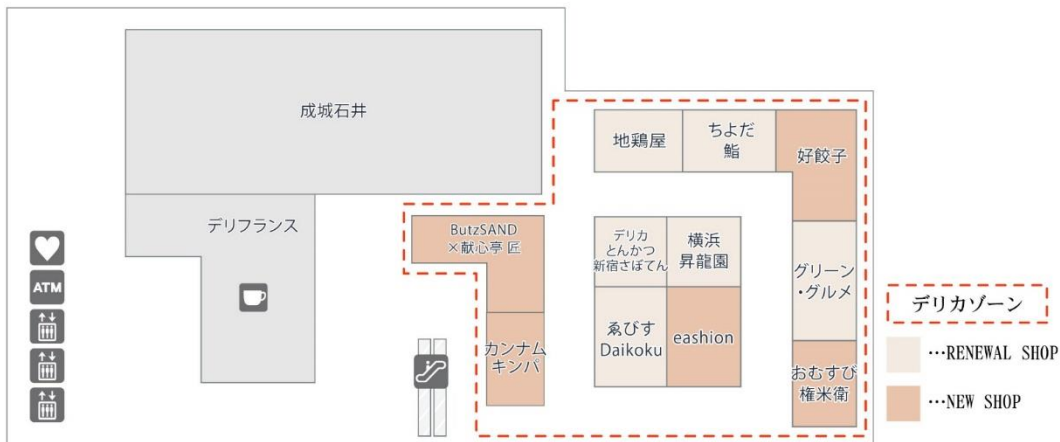 成城石井
地鶏屋
ちよだ
鮨
好餃子
デリフランス
ButzSAND
×献心亭 匠
デリカ
とんかつ
新宿さぼてん
横浜
昇龍園
グリーン
・グルメ
ATM
カンナム
キンパ
ゑびす
Daikoku
eashion
おむすび
権米衛
デリカゾーン
…RENEWAL SHOP
…NEW SHOP